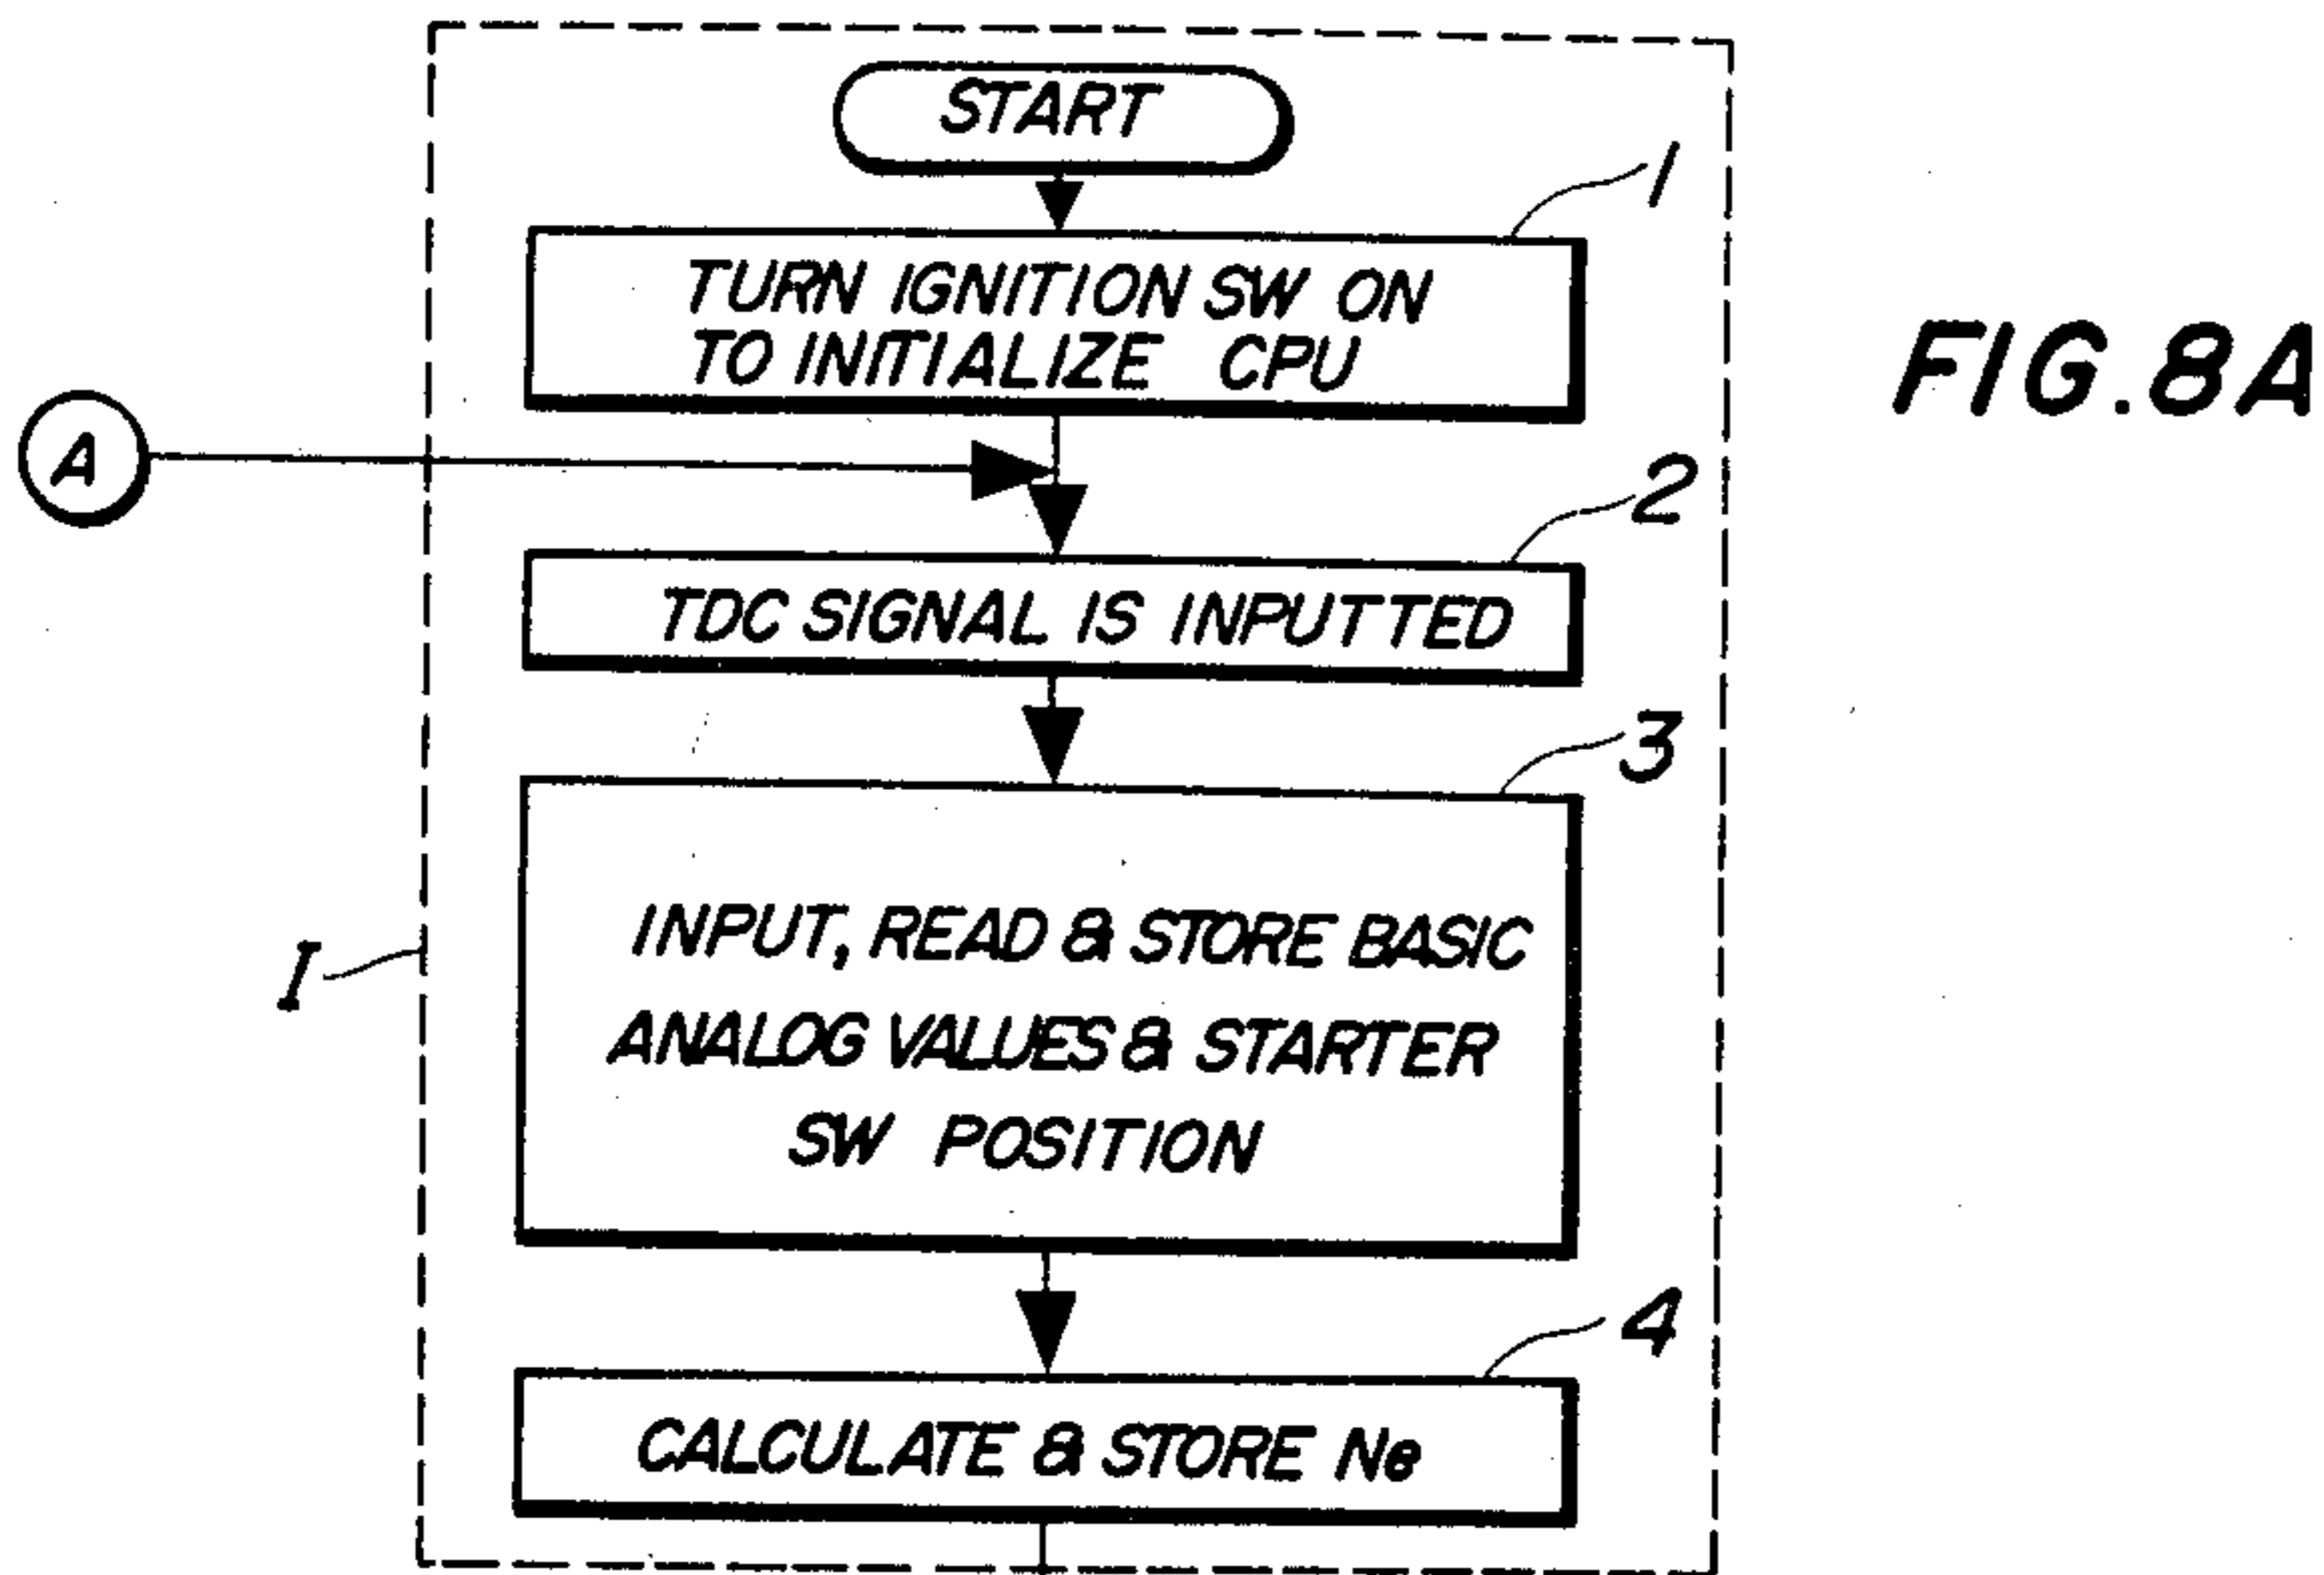 START
1
TURN IGNITION SW ON
TO INITIALIZE CPU
FIG.8A
A
2
TDC SIGNAL IS INPUTTED
3
INPUT, READ & STORE BASIC
ANALOG VALUES & STARTER
SW POSITION
I
4
CALCULATE & STORE Ne